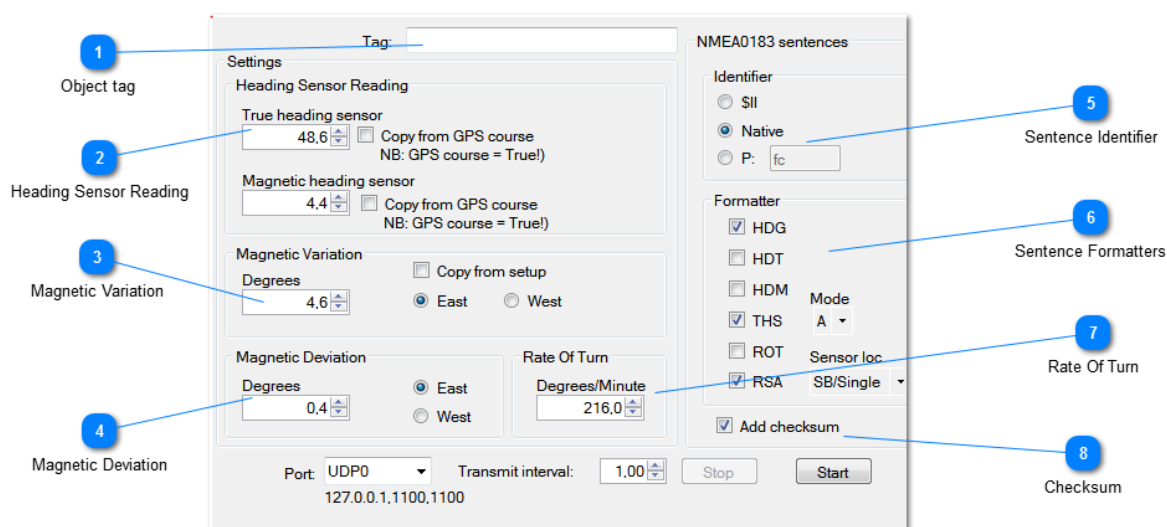 1
Object tag
2
Heading Sensor Reading
3
Magnetic Variation
4
Magnetic Deviation
Tag:
Settings
Heading Sensor Reading
True heading sensor
48,6
Copy from GPS course
NB: GPS course = True!)
Magnetic heading sensor
4,4
Copy from GPS course
NB: GPS course = True!)
Magnetic Variation
Degrees
4,6
Copy from setup
East West
Magnetic Deviation
Degrees
0,4
East
West
Rate Of Turn
Degrees/Minute
216,0
Port: UDP0
127.0.0.1,1100,1100
Transmit interval: 1,00
Stop
Start
NMEA0183 sentences
Identifier
$II
Native
P: fc
Formatter
HDG
HDT
HDM
THS
ROT
RSA
Mode
A
Sensor loc
SB/Single
Add checksum
5
Sentence Identifier
6
Sentence Formatters
7
Rate Of Turn
8
Checksum